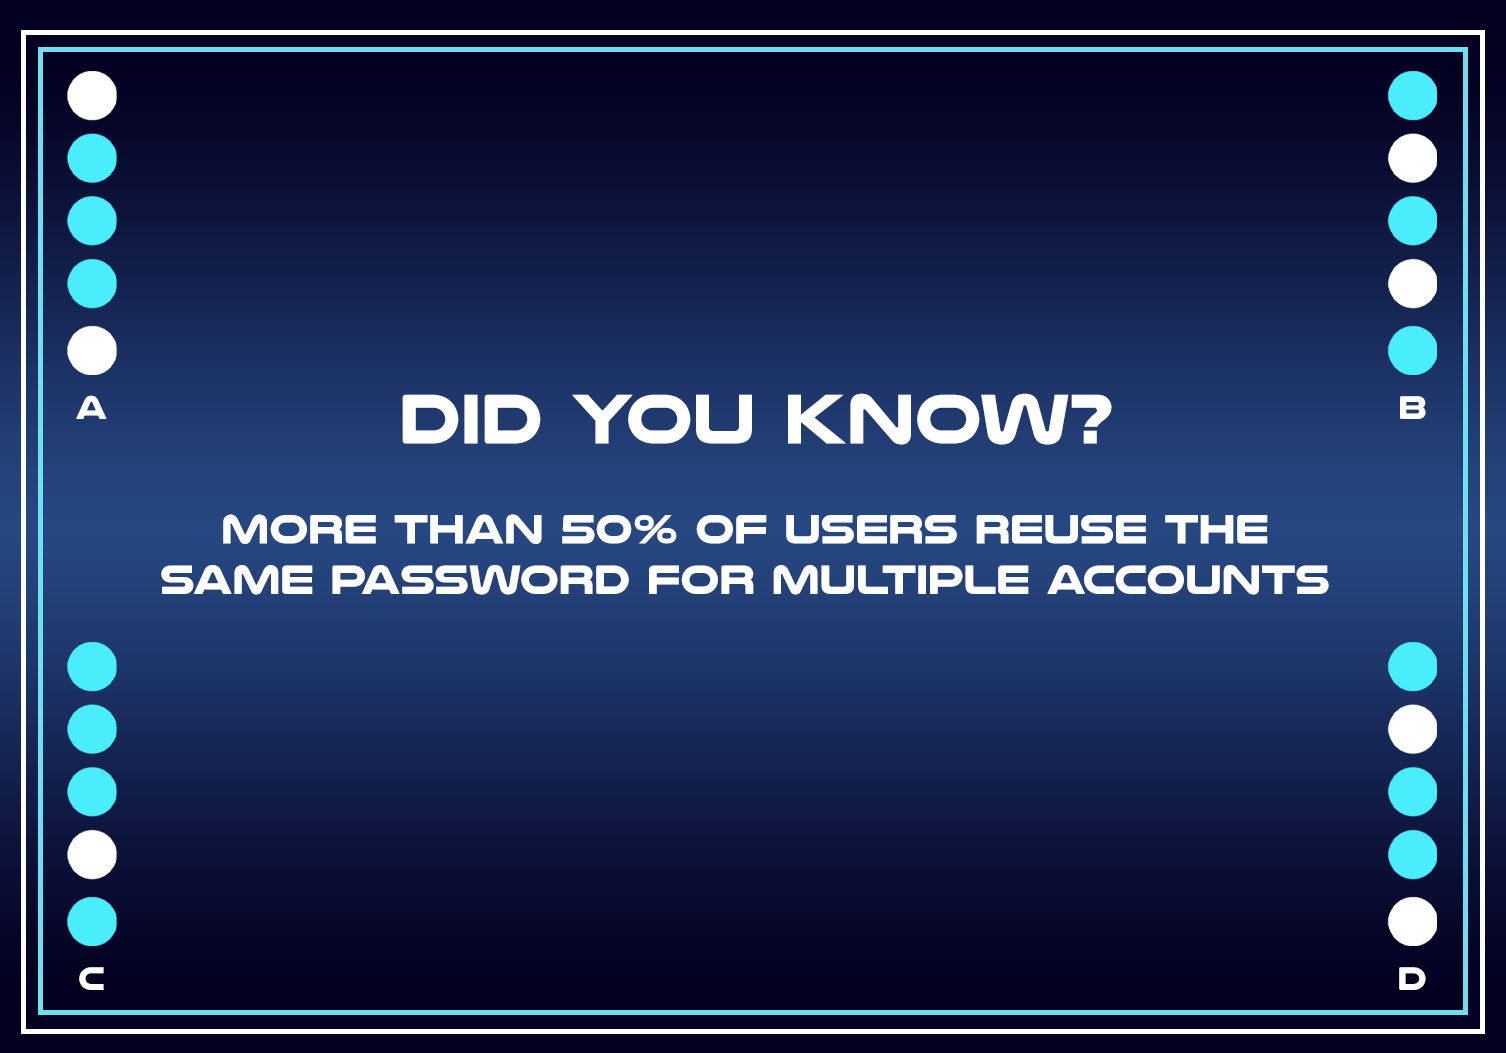 A
B
DID YOU KNOW?
MORE THAN 50% OF USERS REUSE THE
SAME PASSWORD FOR MULTIPLE ACCOUNTS
C
D